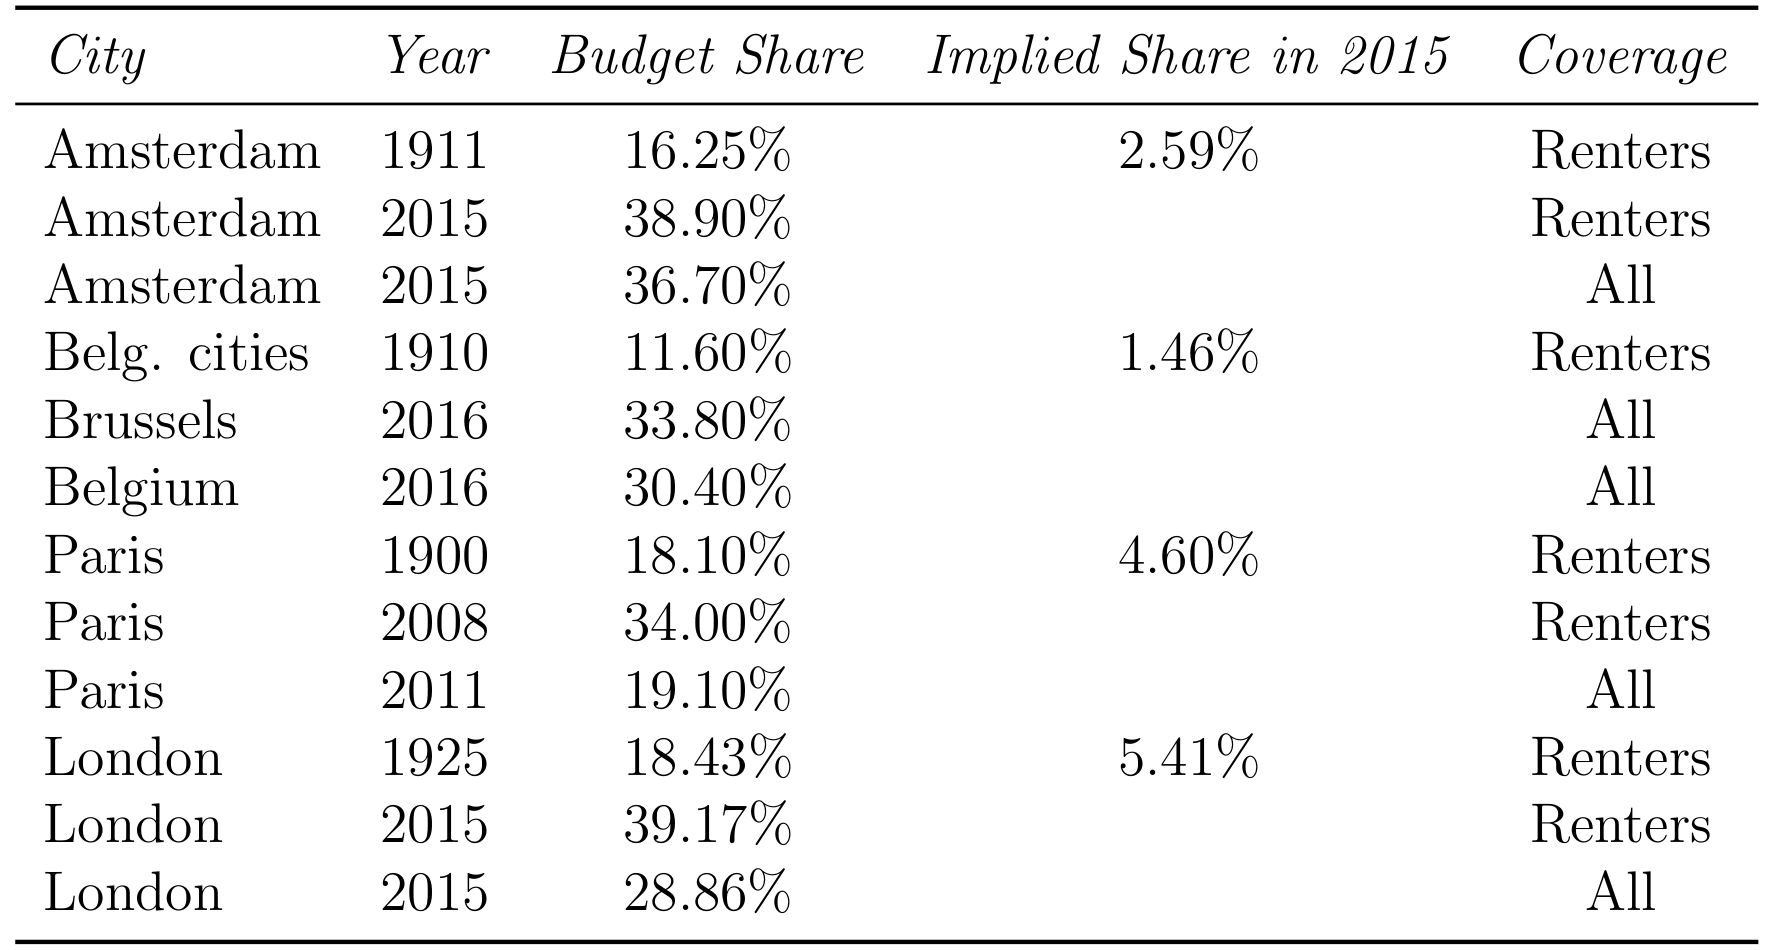 City Year Budget Share Implied Share in 2015 Coverage
Amsterdam 1911 16.25% 2.59% Renters
Amsterdam 2015 38.90% Renters
Amsterdam 2015 36.70% All
Belg. cities 1910 11.60% 1.46% Renters
Brussels 2016 33.80% All
Belgium 2016 30.40% All
Paris 1900 18.10% 4.60% Renters
Paris 2008 34.00% Renters
Paris 2011 19.10% All
London 1925 18.43% 5.41% Renters
London 2015 39.17% Renters
London 2015 28.86% All